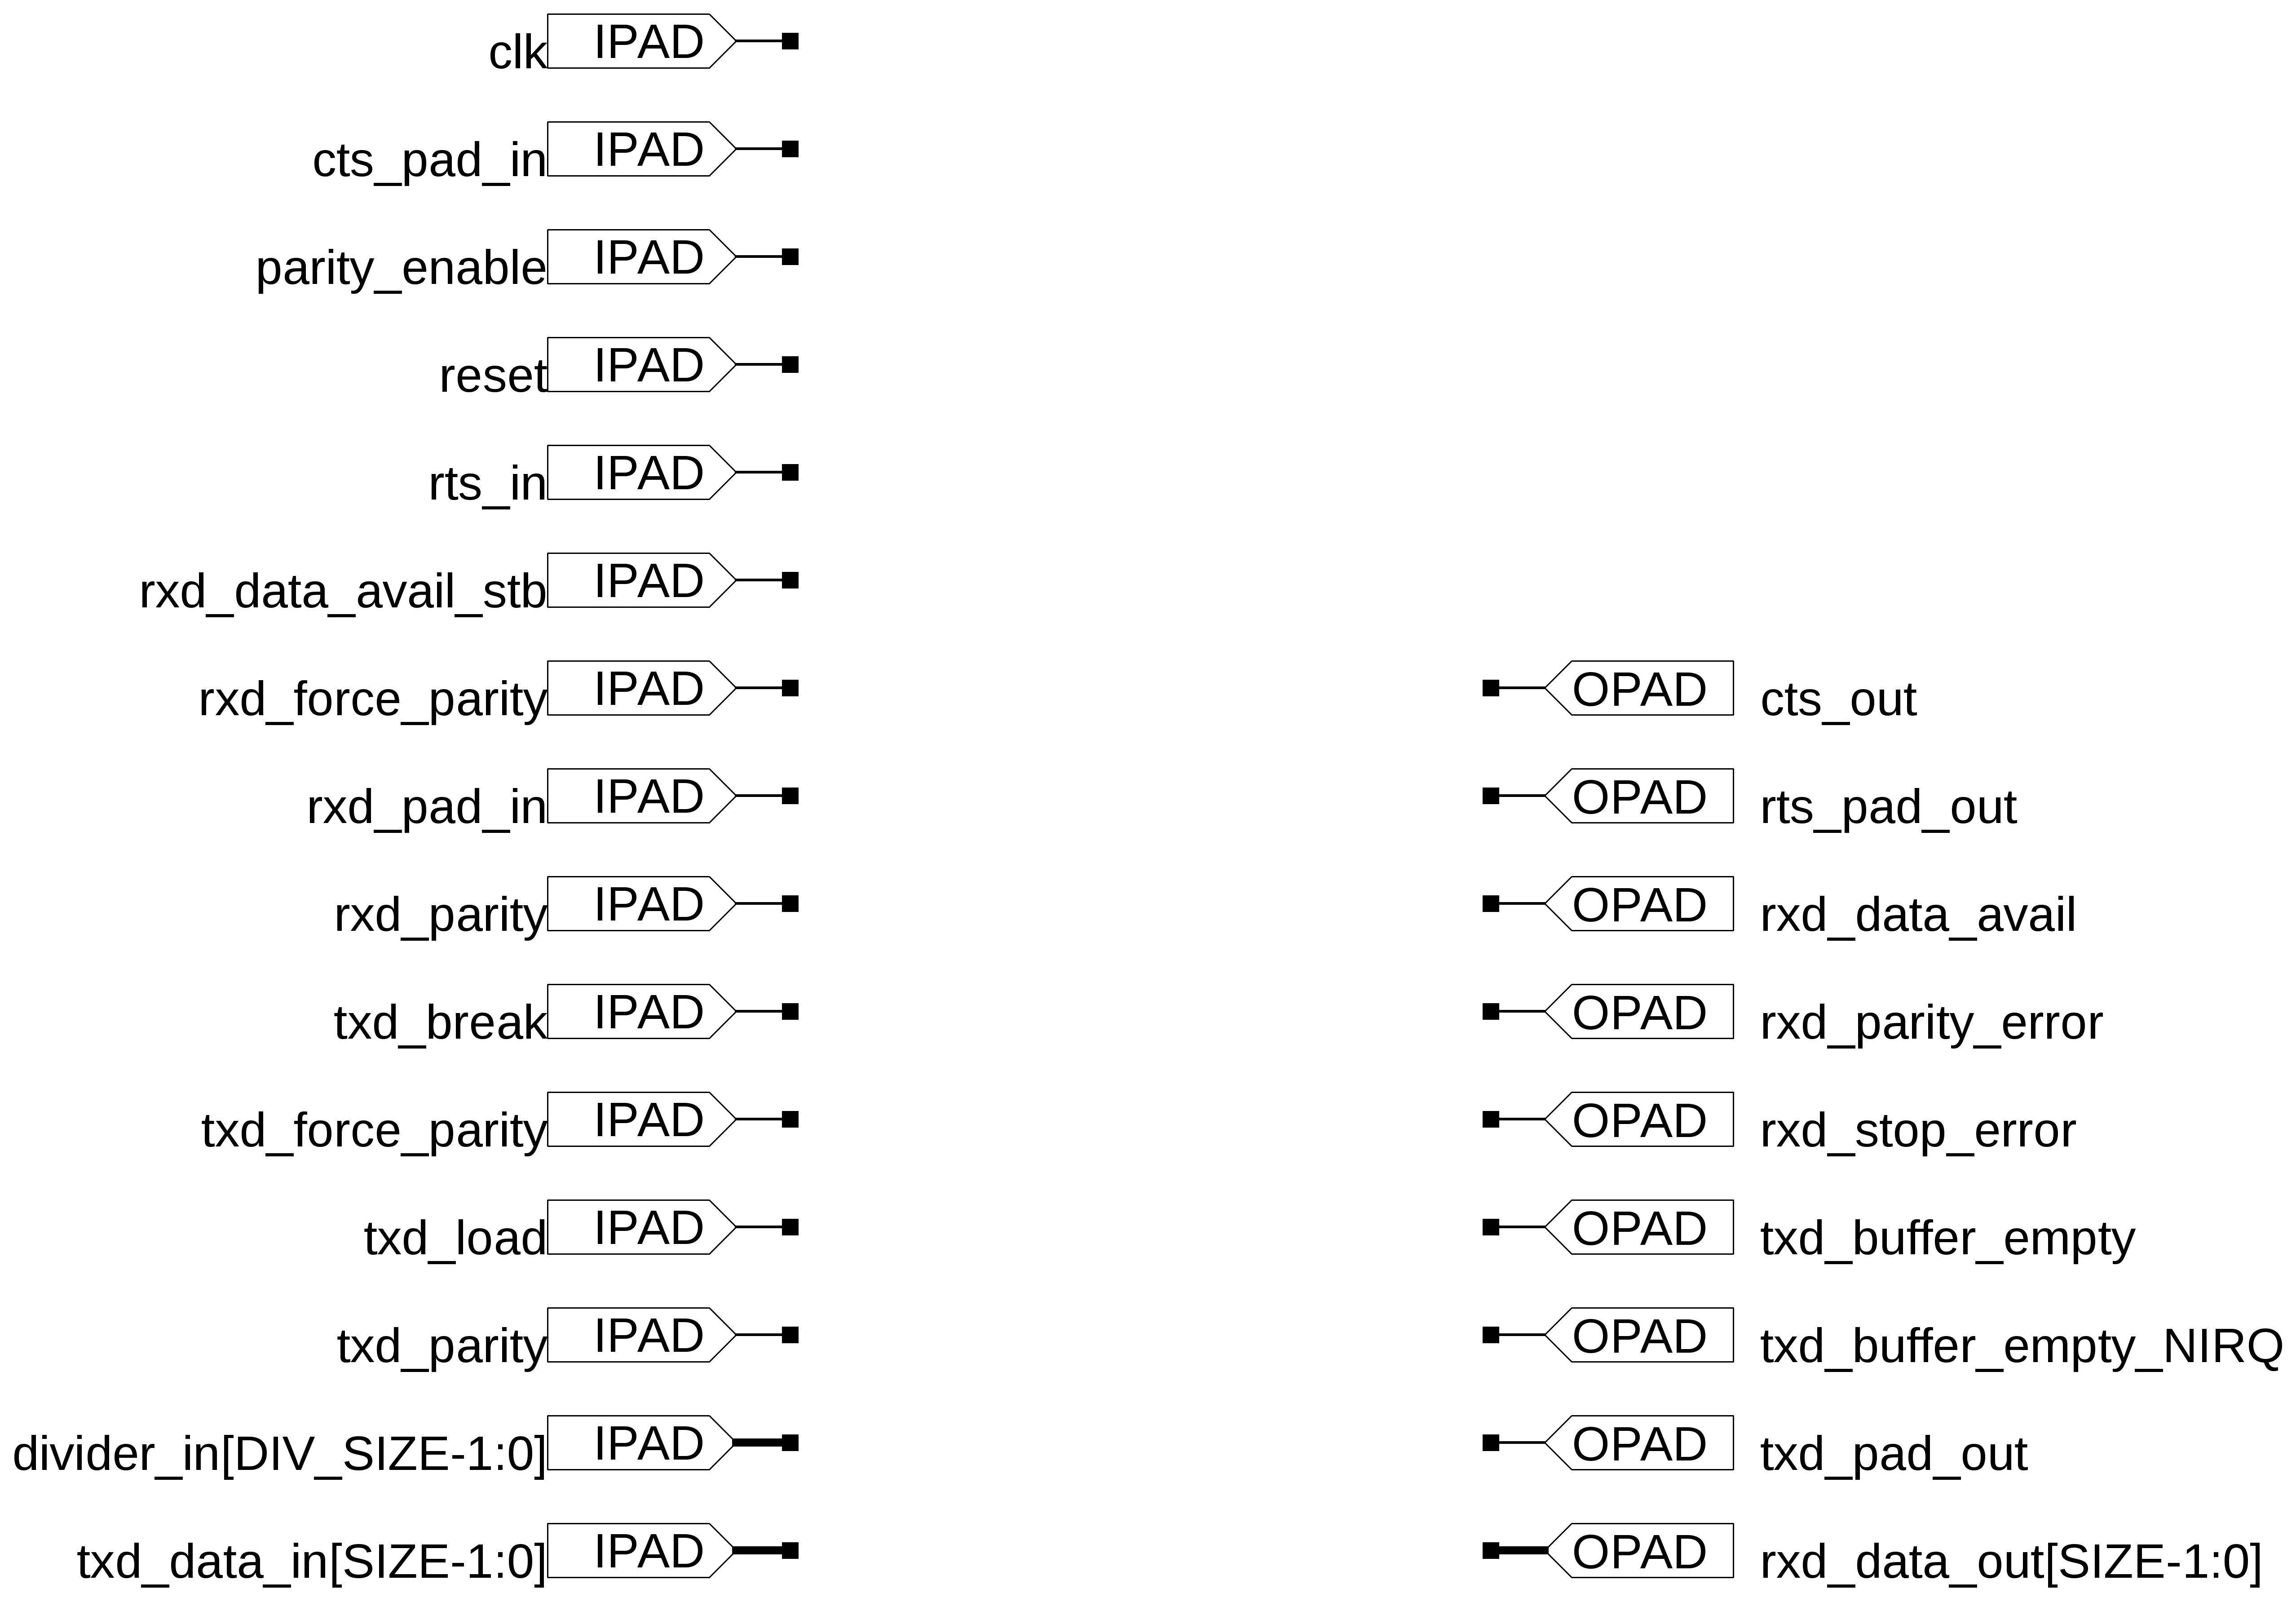 clk IPAD
cts_pad_in IPAD
parity_enable IPAD
reset IPAD
rts_in IPAD
rxd_data_avail_stb IPAD
rxd_force_parity IPAD OPAD cts_out
rxd_pad_in IPAD OPAD rts_pad_out
rxd_parity IPAD OPAD rxd_data_avail
txd_break IPAD OPAD rxd_parity_error
txd_force_parity IPAD OPAD rxd_stop_error
txd_load IPAD OPAD txd_buffer_empty
txd_parity IPAD OPAD txd_buffer_empty_NIRQ
divider_in[DIV_SIZE-1:0] IPAD OPAD txd_pad_out
txd_data_in[SIZE-1:0] IPAD OPAD rxd_data_out[SIZE-1:0]